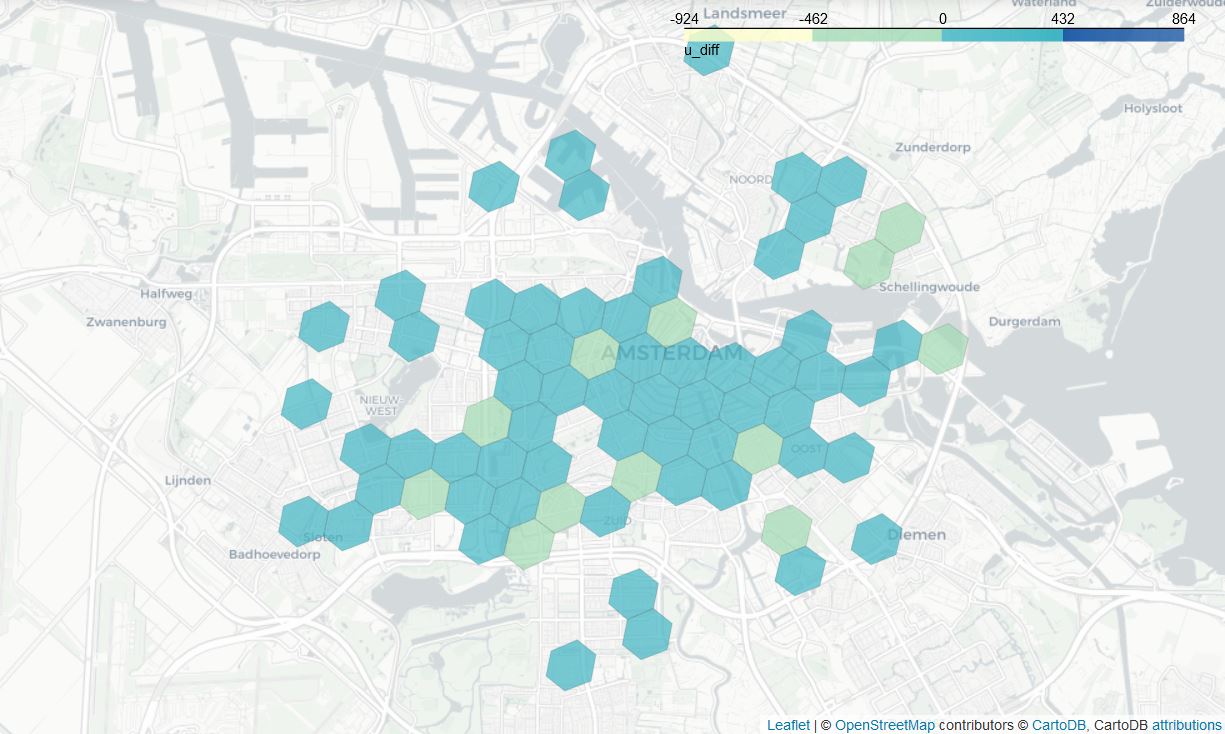 -924 -462 0 432 864
u_diff
Landsmeer
Waterland
Zuiderwoude
Holysloot
Zunderdorp
NOORD
Schellingwoude
Halfweg
Zwanenburg
Durgerdam
AMSTERDAM
NIEUW-
WEST
OOST
Lijnden
ZUID
Sloten
Badhoevedorp
Diemen
Leaflet | © OpenStreetMap contributors © CartoDB, CartoDB attributions